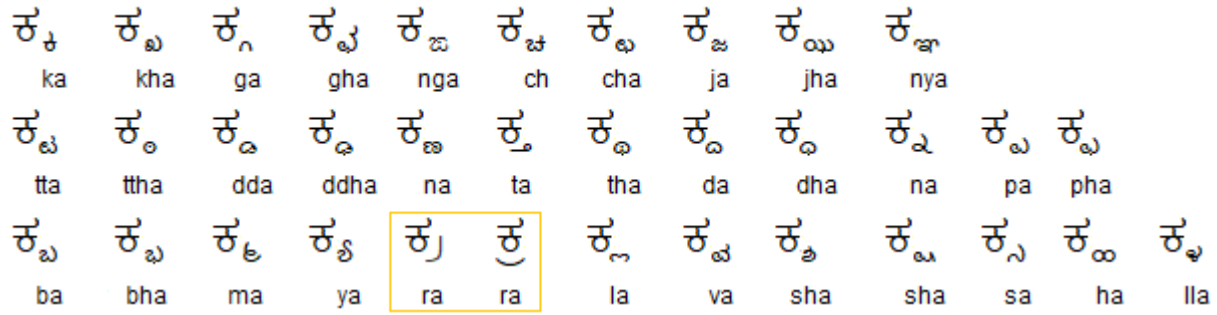 ಕ್ಕ ಕ್ಖ ಕ್ಗ ಕ್ಘ ಕ್ಙ ಕ್ಚ ಕ್ಛ ಕ್ಜ ಕ್ಝ ಕ್ಞ
ka kha ga gha nga ch cha ja jha nya
ಕ್ಟ ಕ್ಠ ಕ್ಡ ಕ್ಢ ಕ್ಣ ಕ್ತ ಕ್ಥ ಕ್ದ ಕ್ಧ ಕ್ನ ಕ್ಪ ಕ್ಫ
tta ttha dda ddha na ta tha da dha na pa pha
ಕ್ಬ ಕ್ಭ ಕ್ಮ ಕ್ಯ ಕ್ರ ಕ್ರ ಕ್ಲ ಕ್ವ ಕ್ಶ ಕ್ಷ ಕ್ಸ ಕ್ಹ ಕ್ಳ
ba bha ma ya ra ra la va sha sha sa ha lla